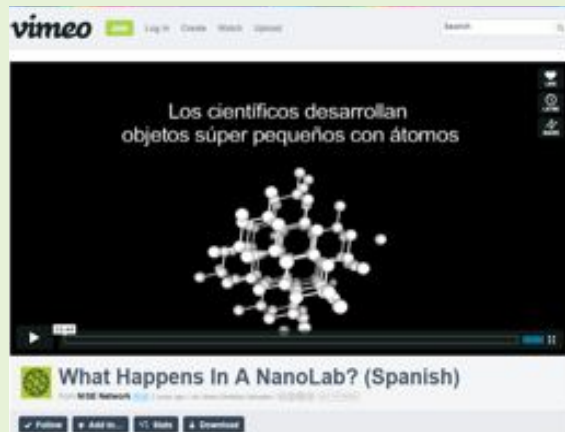 vimeo
Join Log in Create Watch Upload Search
Los científicos desarrollan
objetos súper pequeños con átomos
What Happens In A NanoLab? (Spanish)
from NISE Network
Follow Add to... Stats Download